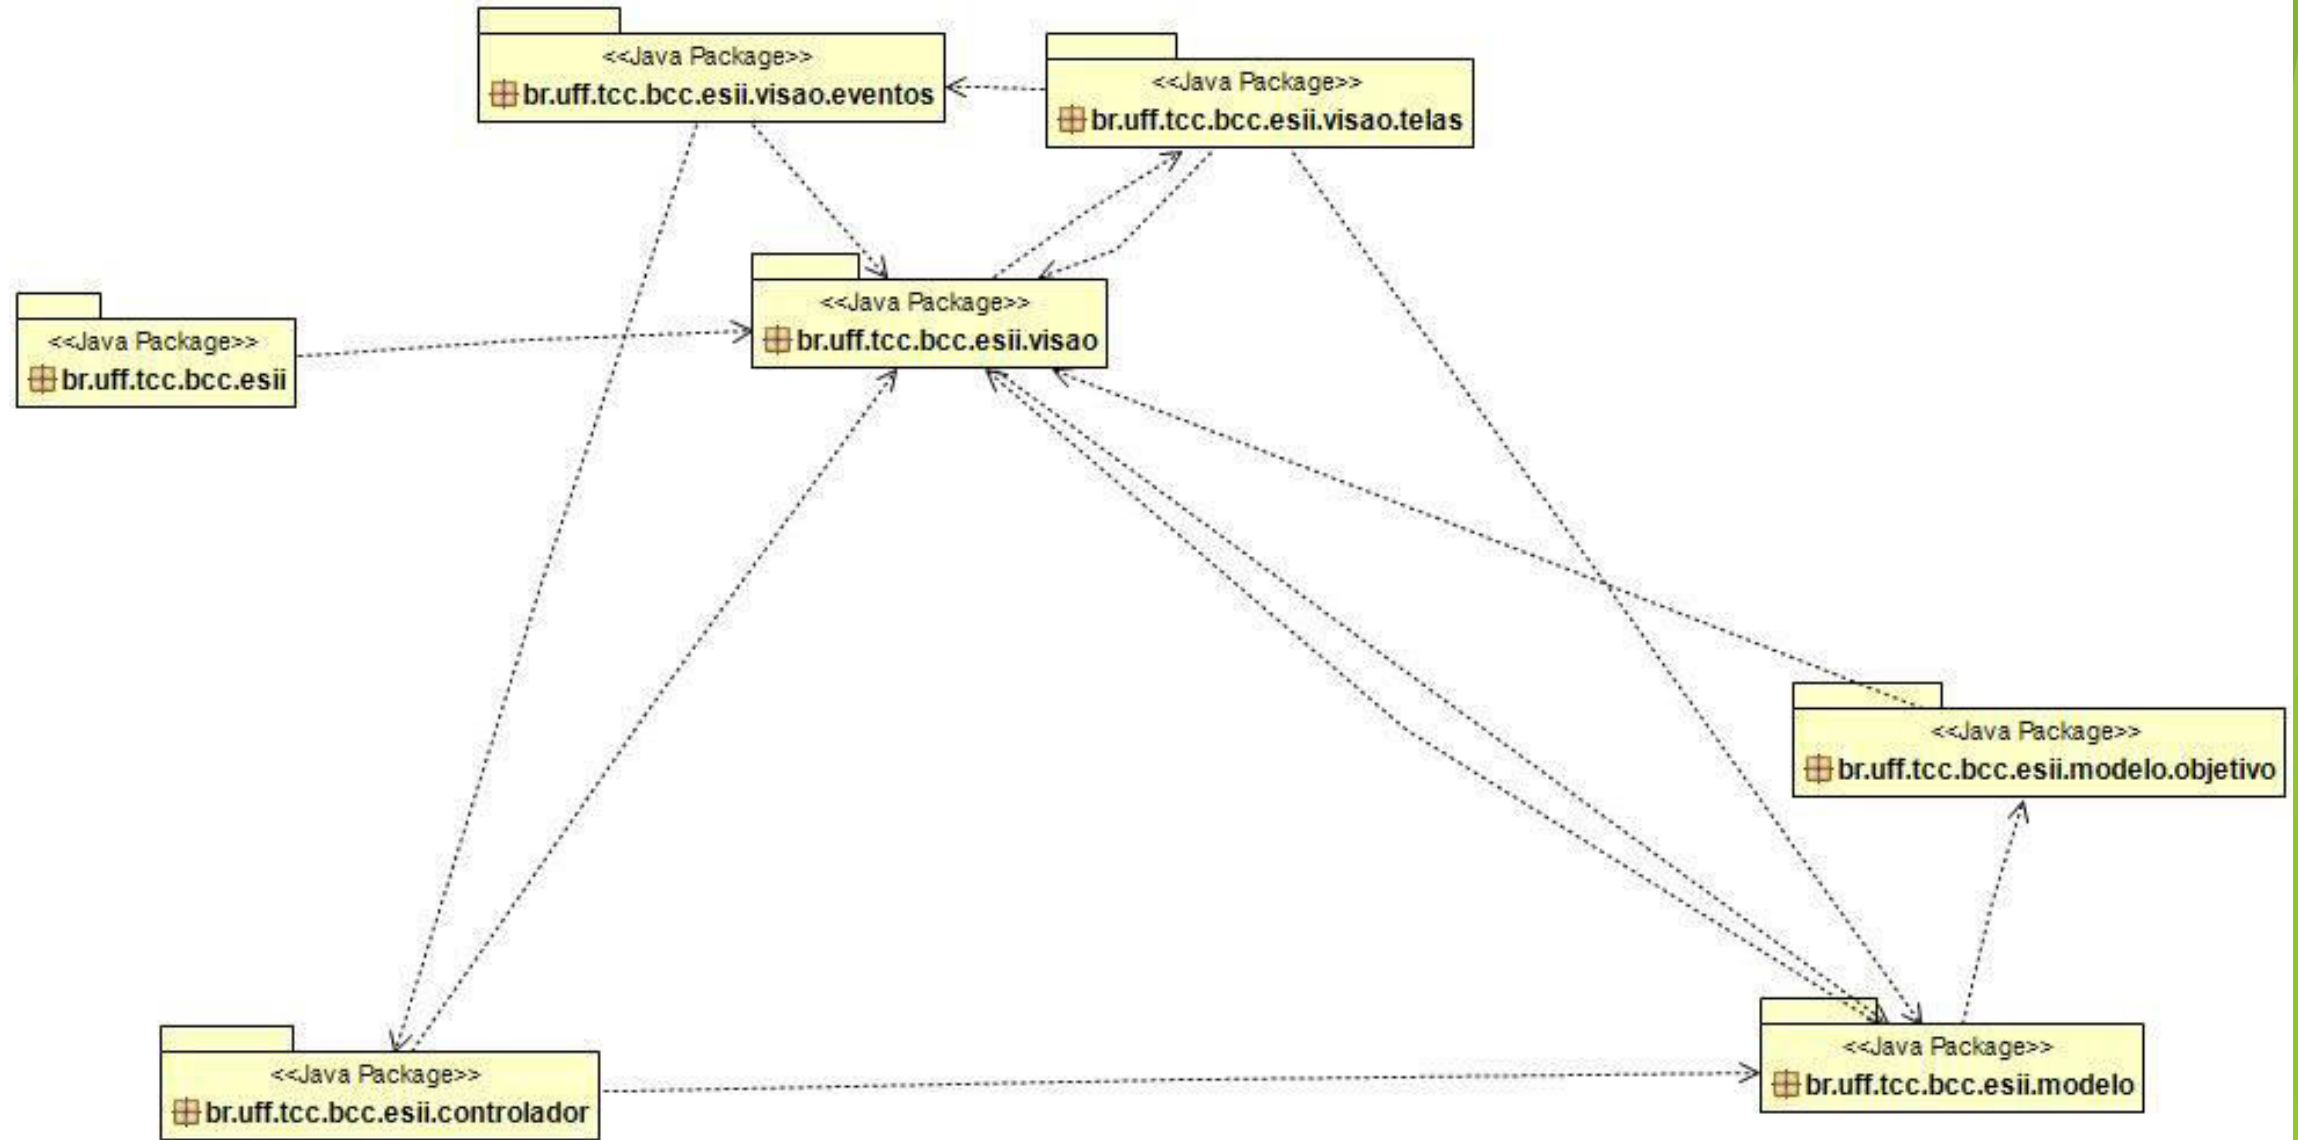 <<Java Package>>
br.uff.tcc.bcc.esii.visao.eventos
<<Java Package>>
br.uff.tcc.bcc.esii.visao.telas
<<Java Package>>
br.uff.tcc.bcc.esii.visao
<<Java Package>>
br.uff.tcc.bcc.esii
<<Java Package>>
br.uff.tcc.bcc.esii.modelo.objetivo
<<Java Package>>
br.uff.tcc.bcc.esii.modelo
<<Java Package>>
br.uff.tcc.bcc.esii.controlador